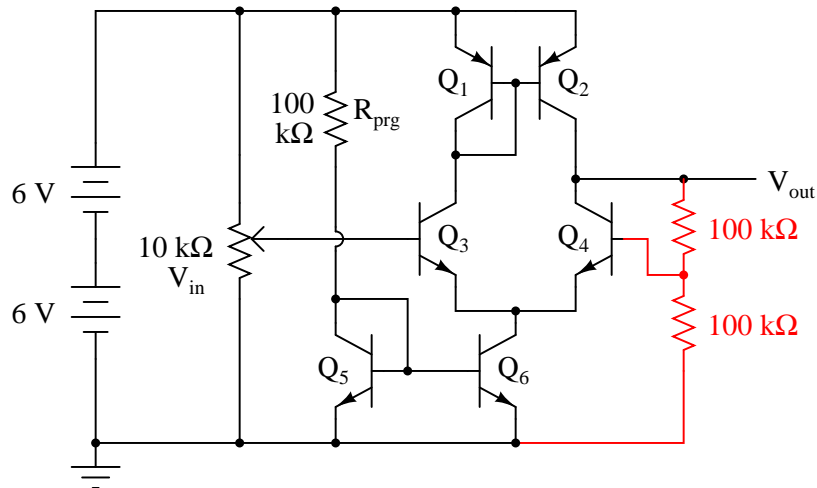 Q1
Q2
100
kΩ
Rprg
6 V
Vout
10 kΩ
Vin
Q3
Q4
100 kΩ
6 V
100 kΩ
Q5
Q6